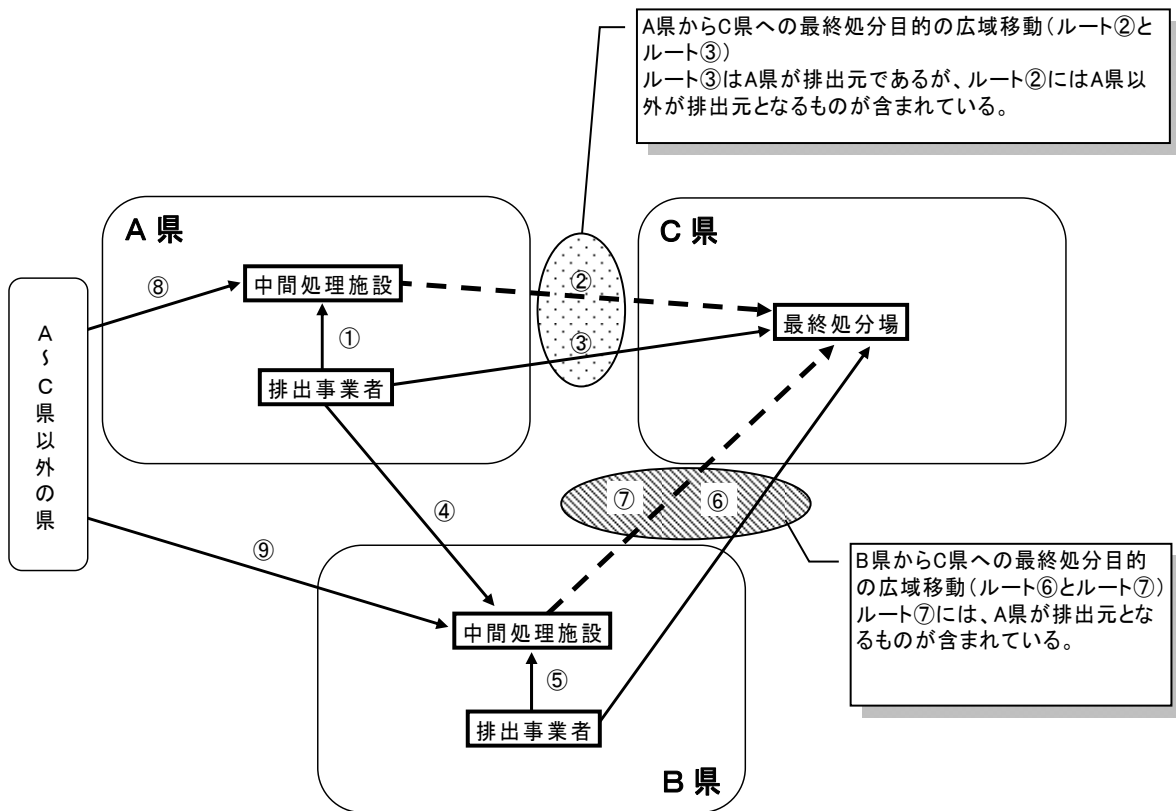 A県からC県への最終処分目的の広域移動(ルート②と
ルート③)
ルート③はA県が排出元であるが、ルート②にはA県以
外が排出元となるものが含まれている。
A 県
C 県
⑧
中間処理施設
②
最終処分場
①
③
排出事業者
A~C県以外の県
④
⑦
⑥
⑨
B県からC県への最終処分目的
の広域移動(ルート⑥とルート⑦)
ルート⑦には、A県が排出元とな
るものが含まれている。
中間処理施設
⑤
排出事業者
B 県